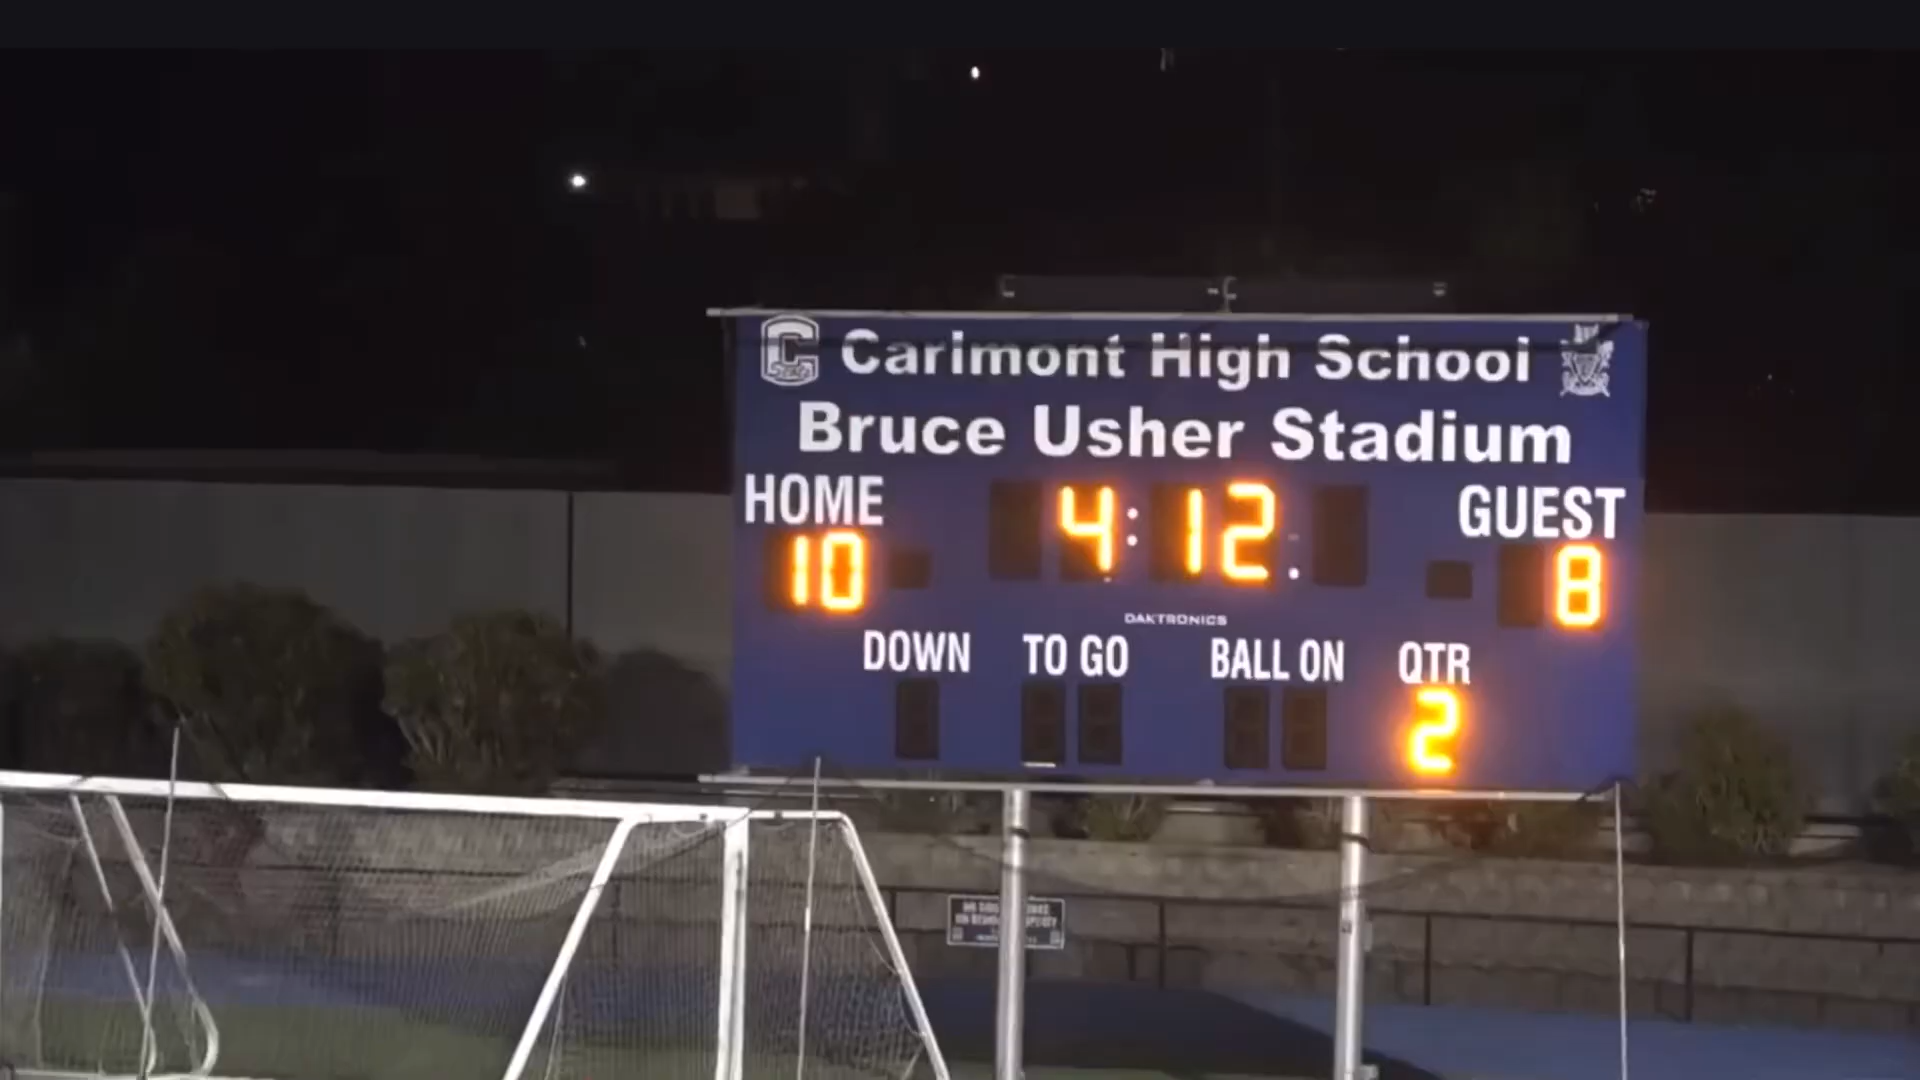 C Carlmont High School
Bruce Usher Stadium
HOME 4:12 GUEST
10 8
DAKTRONICS
DOWN TO GO BALL ON QTR
2